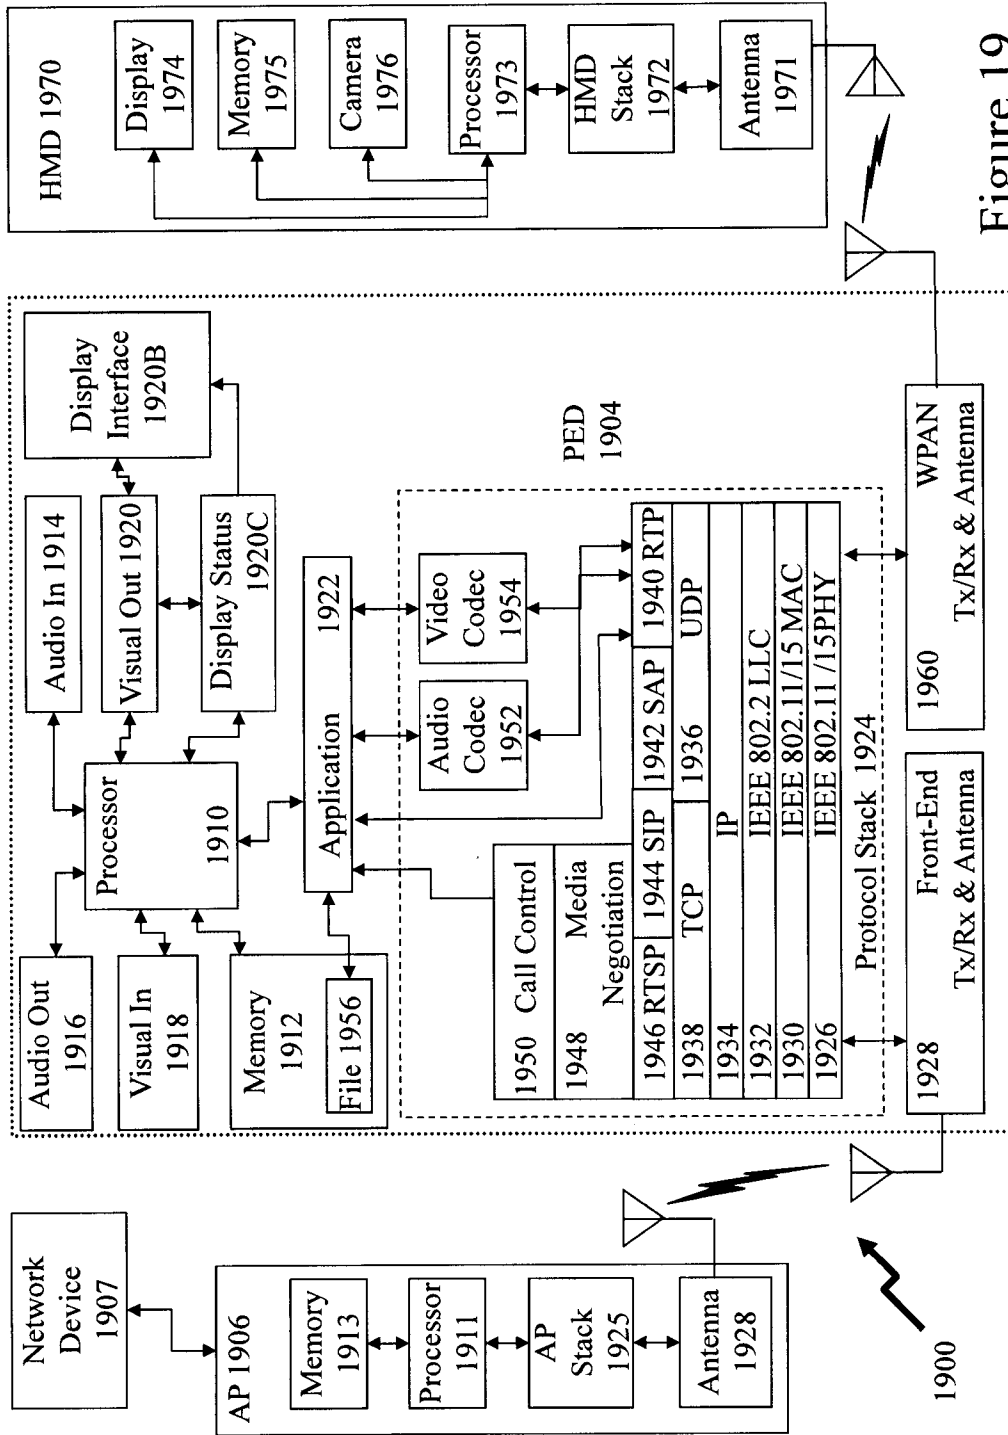 Network
Device
1907
AP 1906
Memory
1913
Processor
1911
AP
Stack
1925
Antenna
1928
1900
Audio Out
1916
Visual In
1918
Memory
1912
File 1956
Processor
1910
Audio In 1914
Visual Out 1920
Display Status
1920C
Display
Interface
1920B
Application 1922
PED
1904
Audio
Codec
1952
Video
Codec
1954
1950 Call Control
1948 Media
Negotiation
1946 RTSP 1944 SIP 1942 SAP 1940 RTP
1938 TCP 1936 UDP
1934 IP
1932 IEEE 802.2 LLC
1930 IEEE 802.11/15 MAC
1926 IEEE 802.11 /15PHY
Protocol Stack 1924
1928 Front-End
Tx/Rx & Antenna
1960 WPAN
Tx/Rx & Antenna
HMD 1970
Display
1974
Memory
1975
Camera
1976
Processor
1973
HMD
Stack
1972
Antenna
1971
Figure 19